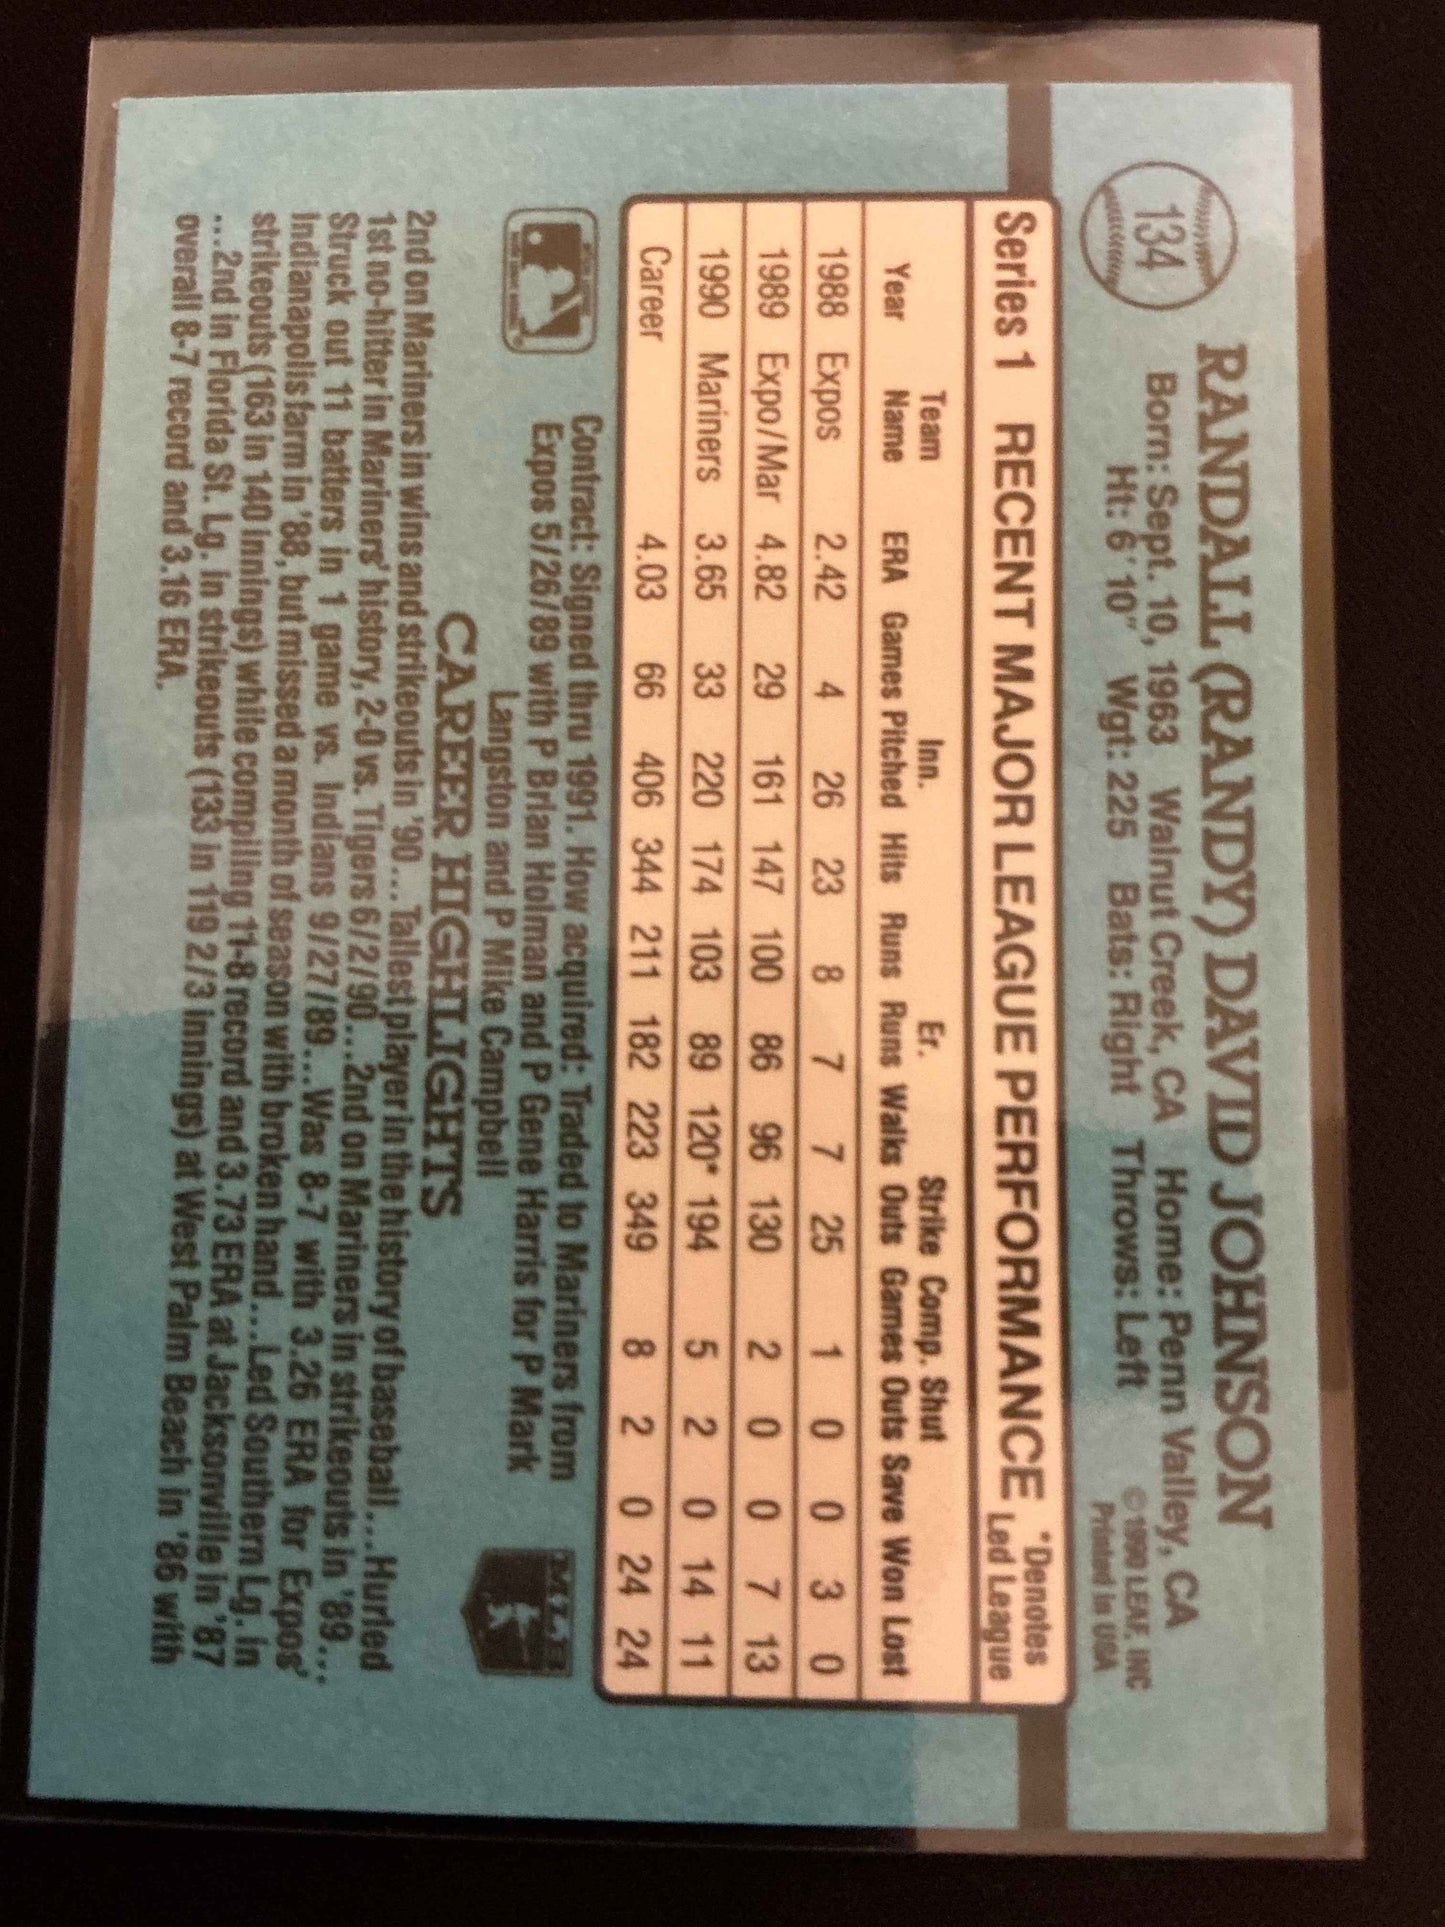 134
RANDALL (RANDY) DAVID JOHNSON
Born: Sept. 10, 1963 Walnut Creek, CA Home: Penn Valley, CA
Ht: 6'10" Wgt: 225 Bats: Right Throws: Left
©1990 LEAF, INC
Printed in USA
Series 1 RECENT MAJOR LEAGUE PERFORMANCE *Denotes Led League
Year Team Name ERA Games Inn. Pitched Hits Runs Er. Runs Walks Strike Outs Comp. Games Shut Outs Save Won Lost
1988 Expos 2.42 4 26 23 8 7 7 25 1 0 0 3 0
1989 Expo/Mar 4.82 29 161 147 100 86 96 130 2 0 0 7 13
1990 Mariners 3.65 33 220 174 103 89 120* 194 5 2 0 14 11
Career 4.03 66 406 344 211 182 223 349 8 2 0 24 24
Contract: Signed thru 1991. How acquired: Traded to Mariners from
Expos 5/26/89 with P Brian Holman and P Gene Harris for P Mark
Langston and P Mike Campbell
MLB
CAREER HIGHLIGHTS
2nd on Mariners in wins and strikeouts in '90...Tallest player in the history of baseball...Hurled
1st no-hitter in Mariners' history, 2-0 vs. Tigers 6/2/90....2nd on Mariners in strikeouts in '89...
Struck out 11 batters in 1 game vs. Indians 9/27/89... Was 8-7 with 3.26 ERA for Expos'
Indianapolis farm in '88, but missed a month of season with broken hand....Led Southern Lg. in
strikeouts (163 in 140 innings) while compiling 11-8 record and 3.73 ERA at Jacksonville in '87
...2nd in Florida St. Lg. in strikeouts (133 in 119 2/3 innings) at West Palm Beach in '86 with
overall 8-7 record and 3.16 ERA.